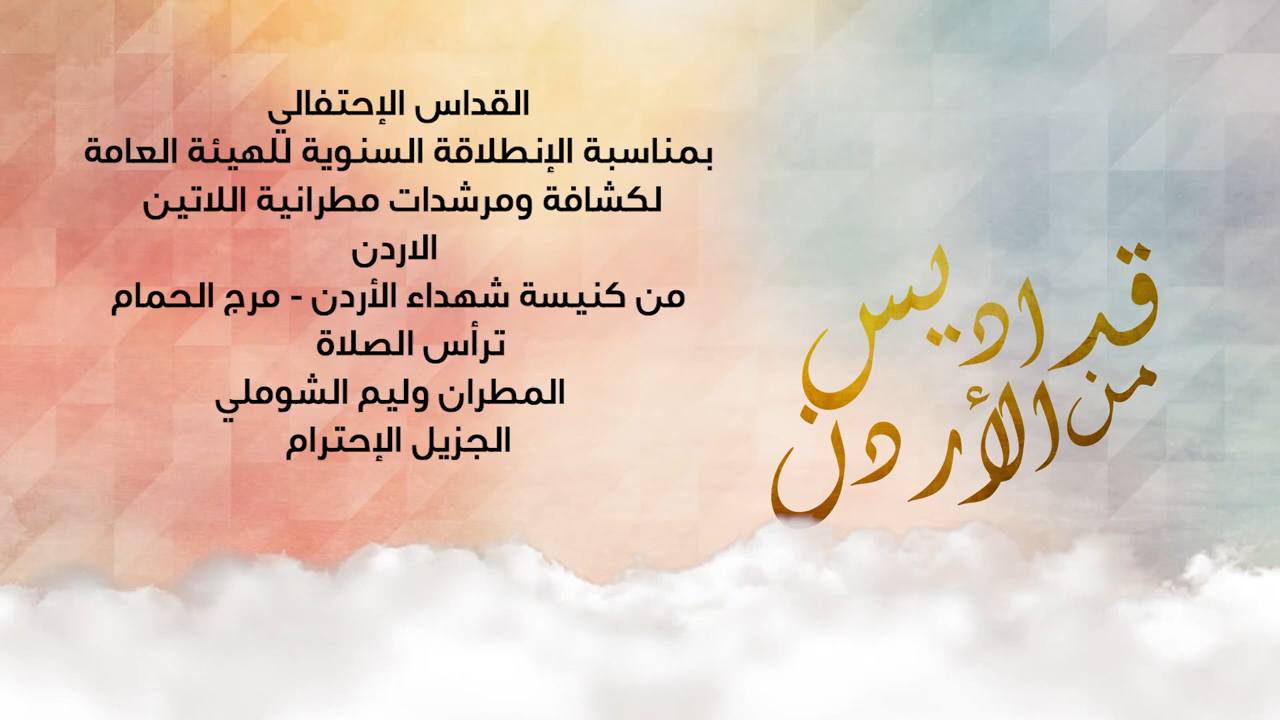 القداس الإحتفالي
بمناسبة الإنطلاقة السنوية للهيئة العامة
لكشافة ومرشدات مطرانية اللاتين
الاردن
من كنيسة شهداء الأردن - مرج الحمام
ترأس الصلاة
المطران وليم الشوملي
الجزيل الإحترام
قداديس
من الأردن